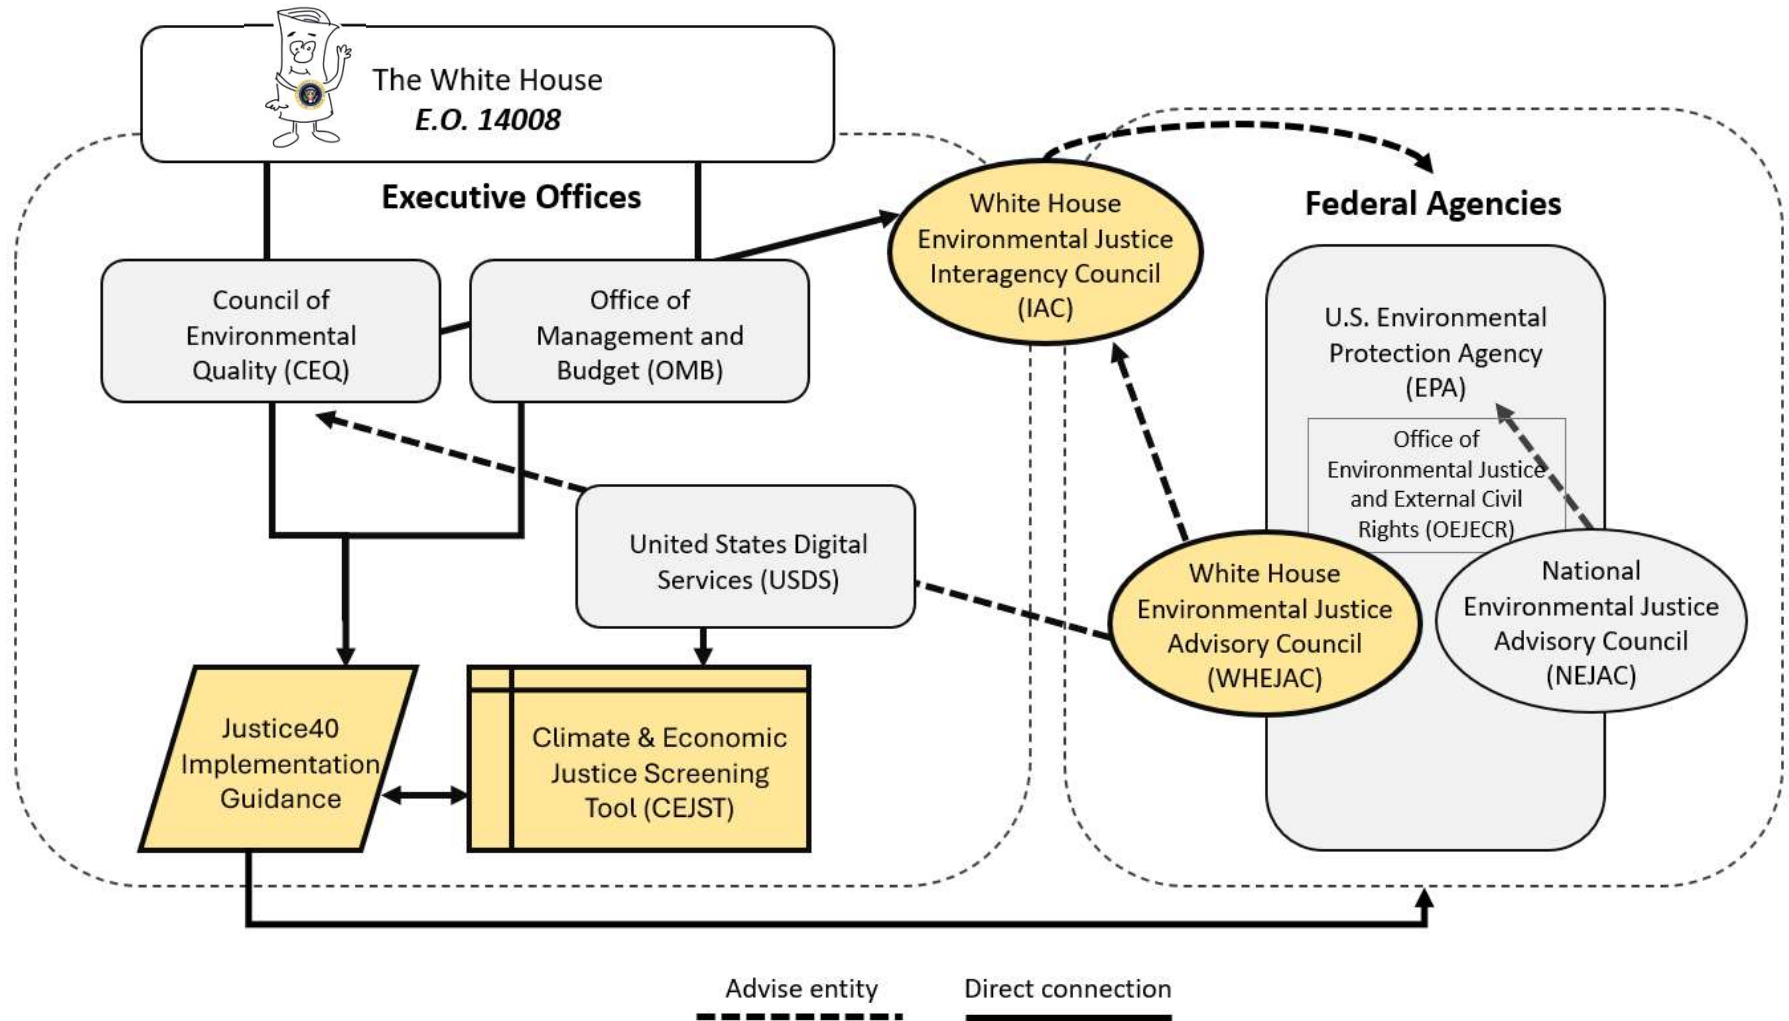 The White House
E.O. 14008
Executive Offices
Council of
Environmental
Quality (CEQ)
Office of
Management and
Budget (OMB)
White House
Environmental Justice
Interagency Council
(IAC)
Federal Agencies
U.S. Environmental
Protection Agency
(EPA)
Office of
Environmental Justice
and External Civil
Rights (OEJECR)
United States Digital
Services (USDS)
White House
Environmental Justice
Advisory Council
(WHEJAC)
National
Environmental Justice
Advisory Council
(NEJAC)
Justice40
Implementation
Guidance
Climate & Economic
Justice Screening
Tool (CEJST)
Advise entity
Direct connection